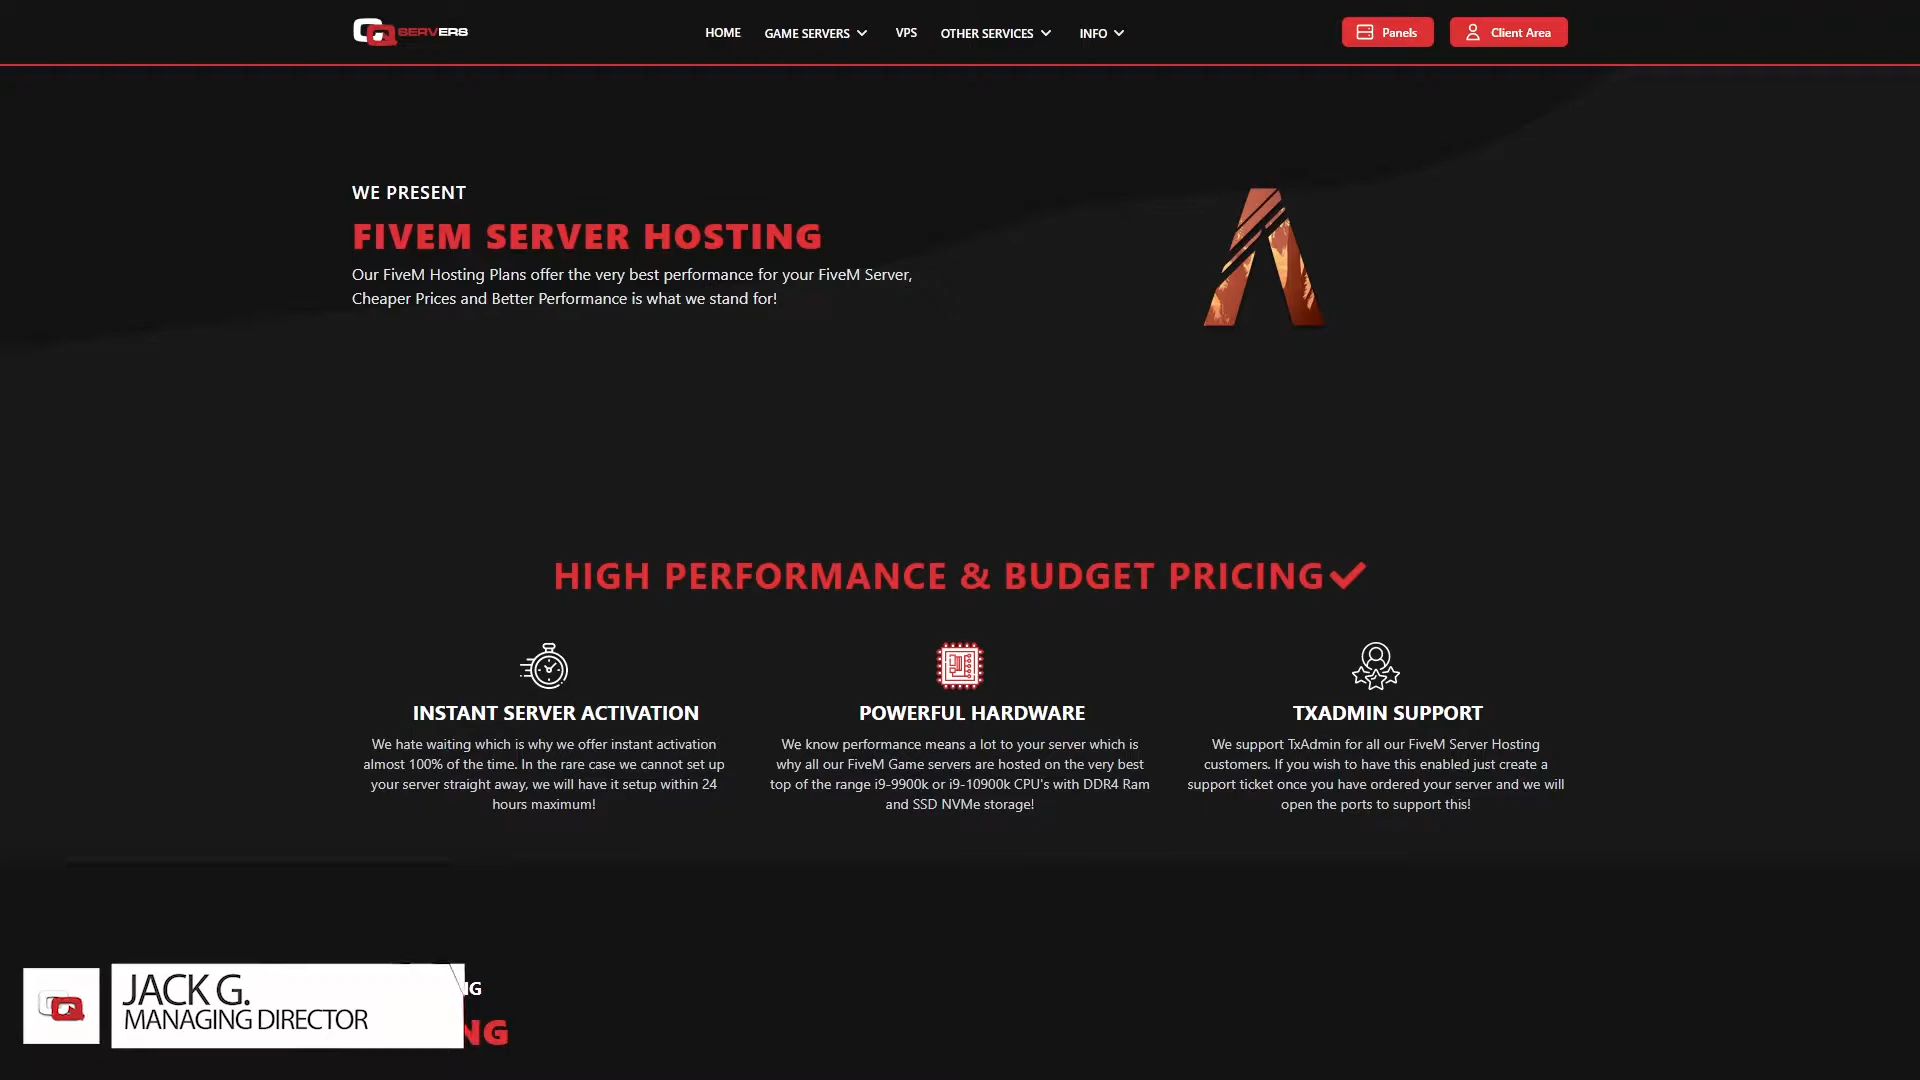 SERVERS
HOME
GAME SERVERS
VPS
OTHER SERVICES
INFO
Panels
Client Area
WE PRESENT
FIVEM SERVER HOSTING
Our FiveM Hosting Plans offer the very best performance for your FiveM Server,
Cheaper Prices and Better Performance is what we stand for!
HIGH PERFORMANCE & BUDGET PRICING
INSTANT SERVER ACTIVATION
We hate waiting which is why we offer instant activation
almost 100% of the time. In the rare case we cannot set up
your server straight away, we will have it setup within 24
hours maximum!
POWERFUL HARDWARE
We know performance means a lot to your server which is
why all our FiveM Game servers are hosted on the very best
top of the range i9-9900k or i9-10900k CPU's with DDR4 Ram
and SSD NVMe storage!
TXADMIN SUPPORT
We support TxAdmin for all our FiveM Server Hosting
customers. If you wish to have this enabled just create a
support ticket once you have ordered your server and we will
open the ports to support this!
JACK G.
MANAGING DIRECTOR